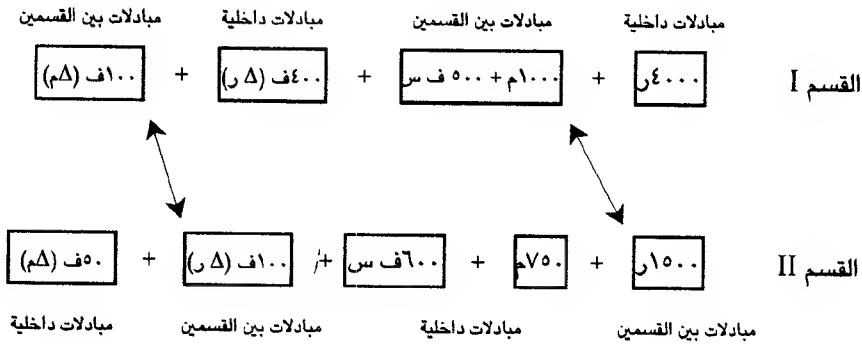 مبادلات داخلية مبادلات بين القسمين مبادلات داخلية مبادلات بين القسمين
القسم I ٤٠٠٠ر + ١٠٠٠م + ٥٠٠ ف س + ٤٠٠ف (Δ ر) + ١٠٠ف (Δم)
القسم II ١٥٠٠ر + ٧٥٠م + ٦٠٠ف س + ١٠٠ف (Δ ر) + ٥٠ف (Δم)
مبادلات بين القسمين مبادلات داخلية مبادلات بين القسمين مبادلات داخلية